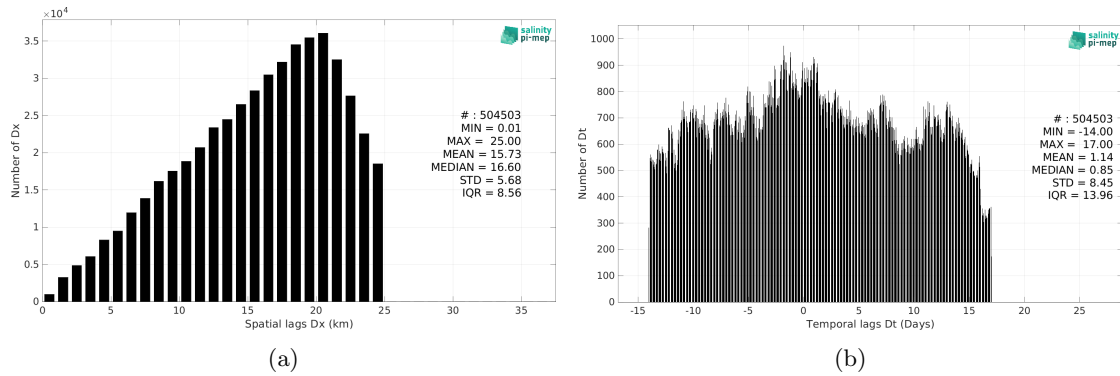 ×10⁴
3.5
3
2.5
2
1.5
1
0.5
0
Number of Dx
0 5 10 15 20 25 30 35
Spatial lags Dx (km)
salinity
pi-mep
# : 504503
MIN = 0.01
MAX = 25.00
MEAN = 15.73
MEDIAN = 16.60
STD = 5.68
IQR = 8.56
(a)
1000
900
800
700
600
500
400
300
200
100
0
Number of Dt
-15 -10 -5 0 5 10 15 20 25
Temporal lags Dt (Days)
salinity
pi-mep
# : 504503
MIN = -14.00
MAX = 17.00
MEAN = 1.14
MEDIAN = 0.85
STD = 8.45
IQR = 13.96
(b)